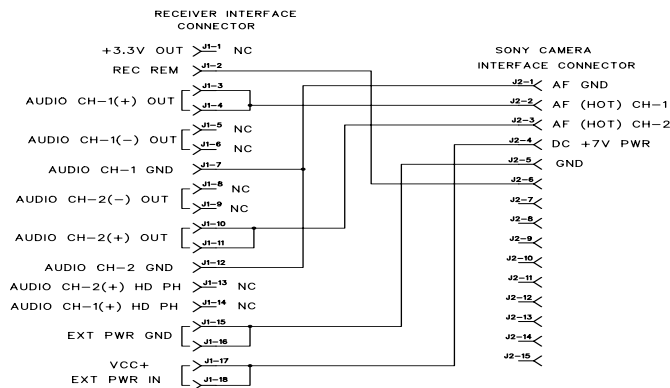 RECEIVER INTERFACE
CONNECTOR
+3.3V OUT J1-1 NC
REC REM J1-2
AUDIO CH-1(+) OUT J1-3
J1-4
AUDIO CH-1(-) OUT J1-5 NC
J1-6 NC
AUDIO CH-1 GND J1-7
AUDIO CH-2(-) OUT J1-8 NC
J1-9 NC
AUDIO CH-2(+) OUT J1-10
J1-11
AUDIO CH-2 GND J1-12
AUDIO CH-2(+) HD PH J1-13 NC
AUDIO CH-1(+) HD PH J1-14 NC
EXT PWR GND J1-15
J1-16
VCC+ J1-17
EXT PWR IN J1-18
SONY CAMERA
INTERFACE CONNECTOR
J2-1 AF GND
J2-2 AF (HOT) CH-1
J2-3 AF (HOT) CH-2
J2-4 DC +7V PWR
J2-5 GND
J2-6
J2-7
J2-8
J2-9
J2-10
J2-11
J2-12
J2-13
J2-14
J2-15